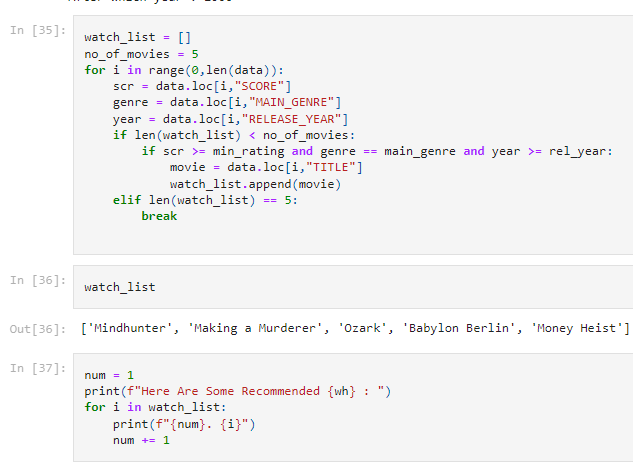 In [35]:
watch_list = []
no_of_movies = 5
for i in range(0,len(data)):
    scr = data.loc[i,"SCORE"]
    genre = data.loc[i,"MAIN_GENRE"]
    year = data.loc[i,"RELEASE_YEAR"]
    if len(watch_list) < no_of_movies:
        if scr >= min_rating and genre == main_genre and year >= rel_year:
            movie = data.loc[i,"TITLE"]
            watch_list.append(movie)
    elif len(watch_list) == 5:
        break
In [36]:
watch_list
Out[36]: ['Mindhunter', 'Making a Murderer', 'Ozark', 'Babylon Berlin', 'Money Heist']
In [37]:
num = 1
print(f"Here Are Some Recommended {wh} : ")
for i in watch_list:
    print(f"{num}. {i}")
    num += 1